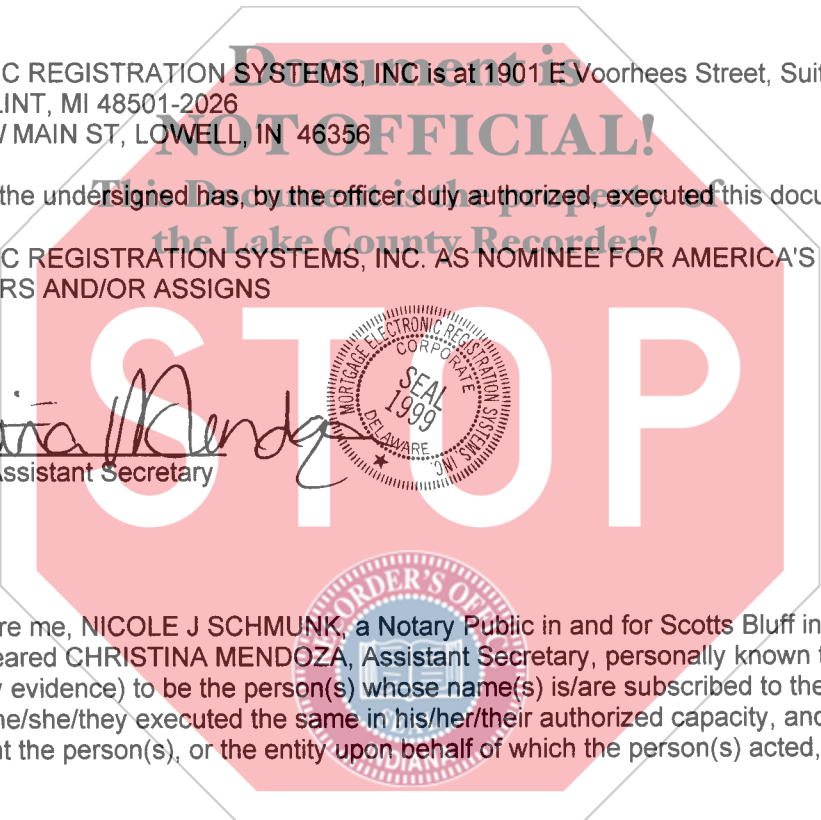 Document is
C REGISTRATION SYSTEMS, INC is at 1901 E Voorhees Street, Suit
LINT, MI 48501-2026
MAIN ST, LOWELL, IN 46356
NOT OFFICIAL!
the undersigned has, by the officer duly authorized, executed this docu
This Document is the property of
the Lake County Recorder!
C REGISTRATION SYSTEMS, INC. AS NOMINEE FOR AMERICA'S
RS AND/OR ASSIGNS
STOP
MORTGAGE ELECTRONIC REGISTRATION SYSTEMS, INC.
CORPORATE
SEAL
1999
DELAWARE
Mendoza
Assistant Secretary
ORDER'S OF
re me, NICOLE J SCHMUNK, a Notary Public in and for Scotts Bluff in
eared CHRISTINA MENDOZA, Assistant Secretary, personally known t
y evidence) to be the person(s) whose name(s) is/are subscribed to the
he/she/they executed the same in his/her/their authorized capacity, and
nt the person(s), or the entity upon behalf of which the person(s) acted,
INDIANA